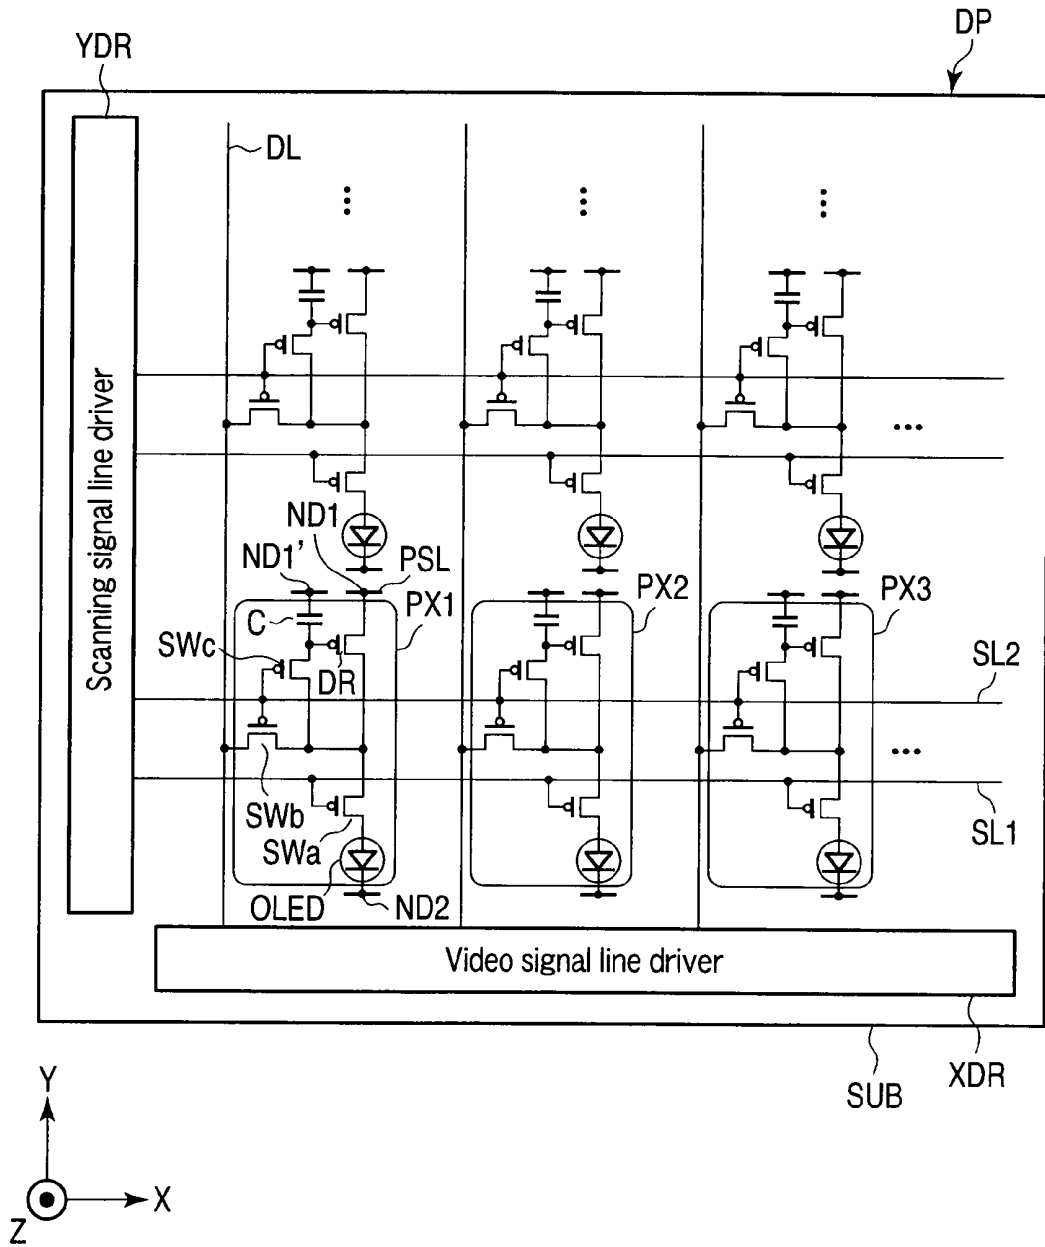 DP
YDR
DL
Scanning signal line driver
ND1
ND1'
PSL
PX1
PX2
PX3
C
SWc
DR
SL2
SWb
SWa
SL1
OLED
ND2
Video signal line driver
XDR
SUB
Y
X
Z